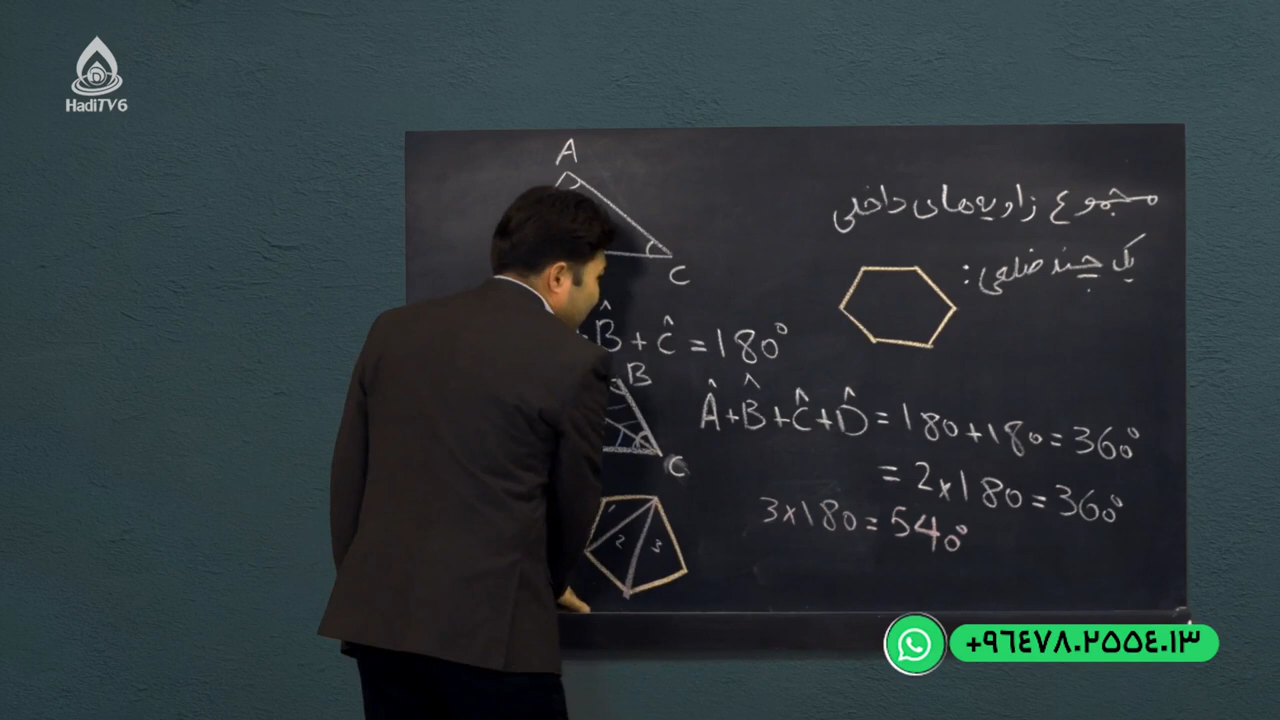 HadiTV6
مجموع زاویه‌های داخلی
یک چند ضلعی:
A
C
B̂ + Ĉ = 180°
B
C
Â+B̂+Ĉ+D̂ = 180+180 = 360°
= 2×180 = 360°
3×180 = 540°
1
2 3
+٩٦٤٧٨٠٢٥٥٤٠١٣